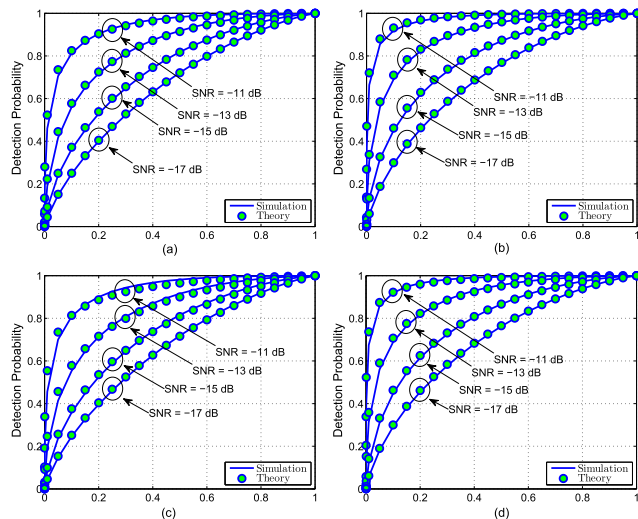 1
0.8
0.6
0.4
0.2
0
Detection Probability
SNR = −11 dB
SNR = −13 dB
SNR = −15 dB
SNR = −17 dB
Simulation
Theory
0 0.2 0.4 0.6 0.8 1
(a)
1
0.8
0.6
0.4
0.2
0
Detection Probability
SNR = −11 dB
SNR = −13 dB
SNR = −15 dB
SNR = −17 dB
Simulation
Theory
0 0.2 0.4 0.6 0.8 1
(b)
1
0.8
0.6
0.4
0.2
0
Detection Probability
SNR = −11 dB
SNR = −13 dB
SNR = −15 dB
SNR = −17 dB
Simulation
Theory
0 0.2 0.4 0.6 0.8 1
(c)
1
0.8
0.6
0.4
0.2
0
Detection Probability
SNR = −11 dB
SNR = −13 dB
SNR = −15 dB
SNR = −17 dB
Simulation
Theory
0 0.2 0.4 0.6 0.8 1
(d)